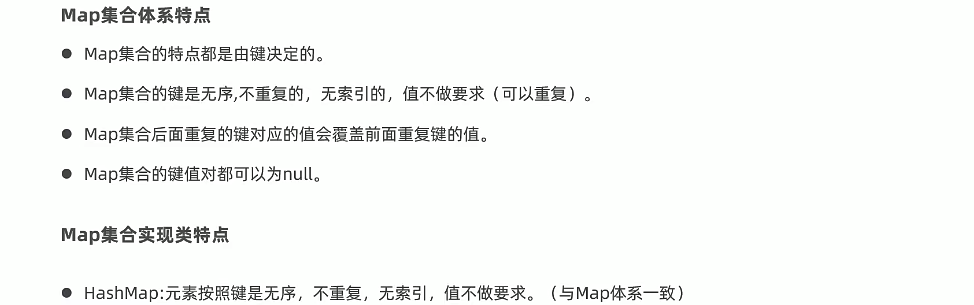 Map集合体系特点
● Map集合的特点都是由键决定的。
● Map集合的键是无序,不重复的，无索引的，值不做要求（可以重复）。
● Map集合后面重复的键对应的值会覆盖前面重复键的值。
● Map集合的键值对都可以为null。
Map集合实现类特点
● HashMap:元素按照键是无序，不重复，无索引，值不做要求。（与Map体系一致）